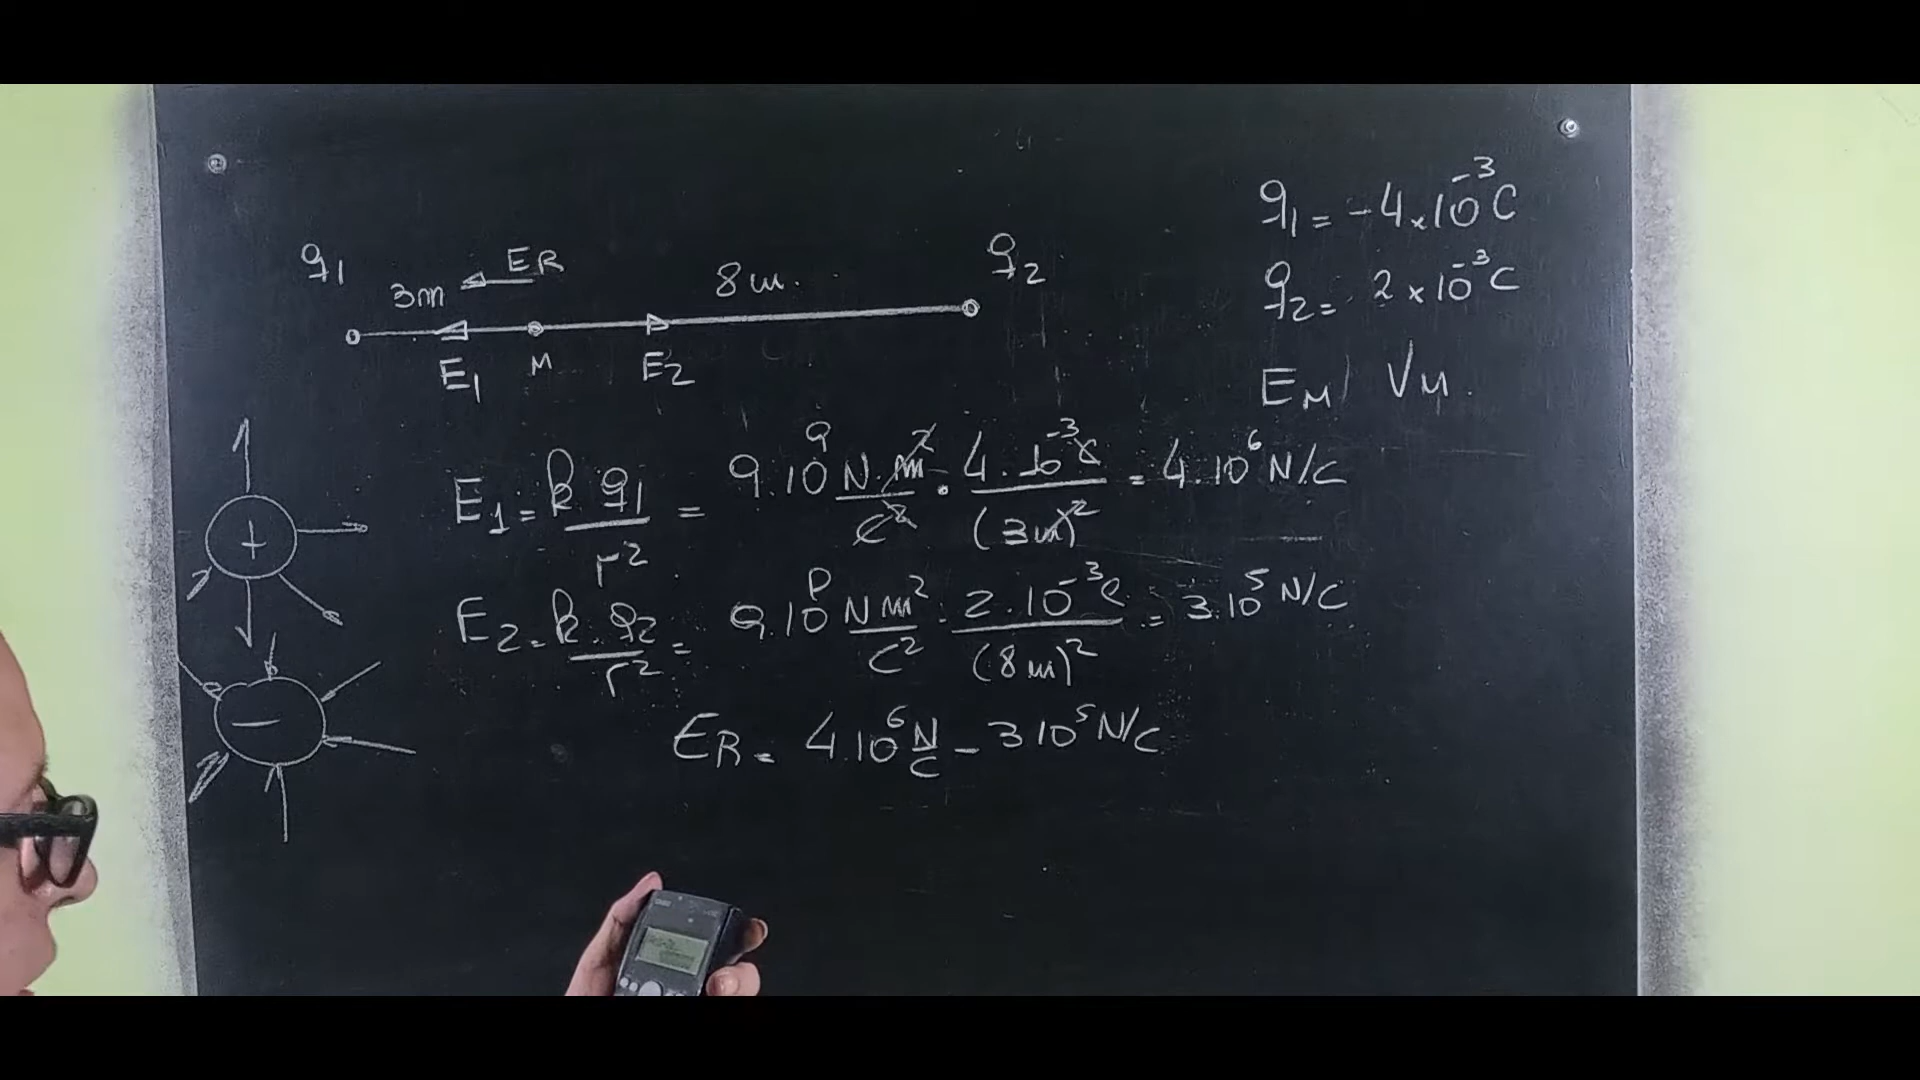 q1 = -4x10^-3 C
q2 = 2x10^-3 C
EM / VM.
q1 3m ER 8m. q2
E1 M E2
+
E1 = k q1 / r^2 = 9.10^9 N.m^2 / C^2 . 4.10^-3 C / (3m)^2 = 4.10^6 N/C
E2 = k.q2 / r^2 = 9.10^9 N m^2 / C^2 . 2.10^-3 C / (8m)^2 = 3.10^5 N/C
−
ER = 4.10^6 N/C - 3 10^5 N/C